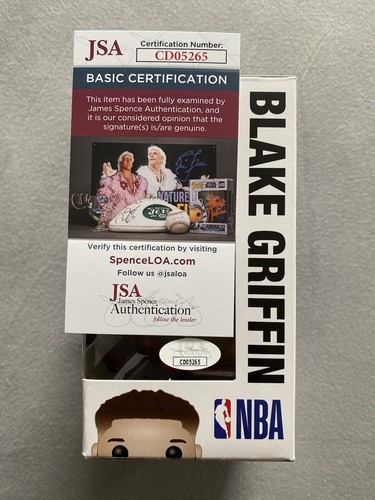 JSA
Certification Number:
CD05265
BASIC CERTIFICATION
This item has been fully examined by
James Spence Authentication, and
it is our considered opinion that the
signature(s) is/are genuine.
NATURE
JETS
Verify this certification by visiting
SpenceLOA.com
Follow us @jsaloa
JSA
James Spence
Authentication
follow the leader
CD05265
BLAKE GRIFFIN
NBA